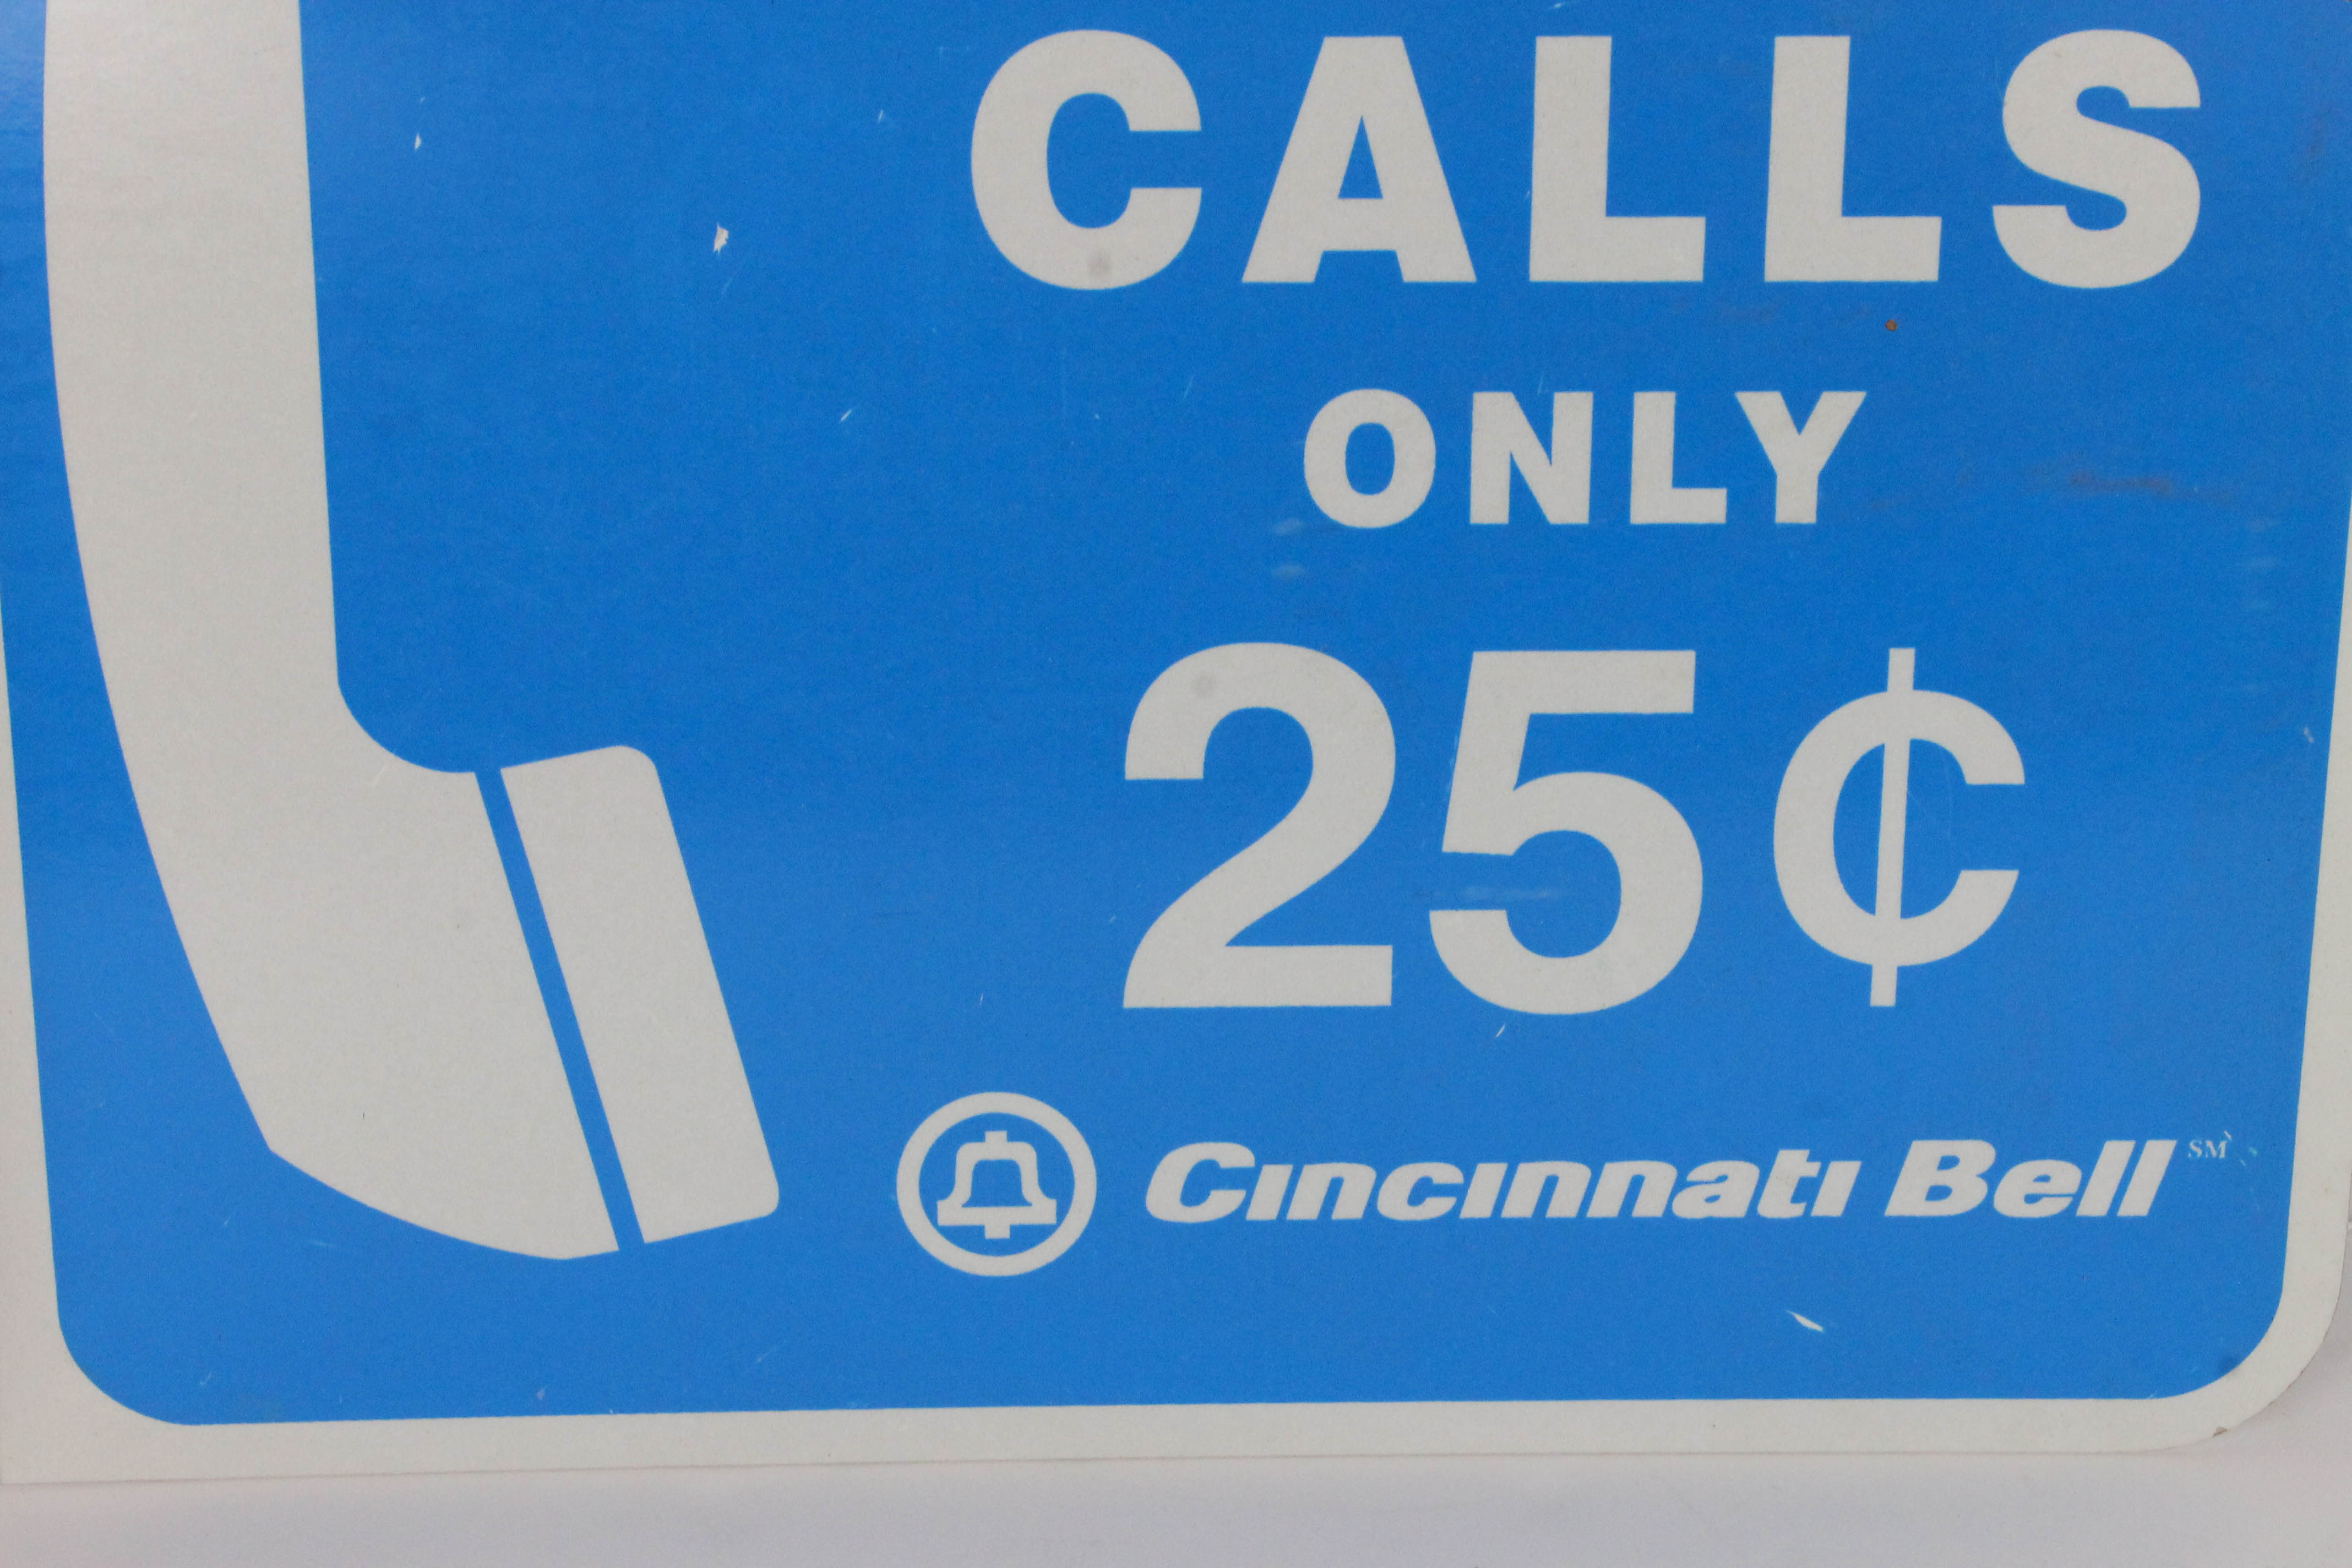 CALLS
ONLY
25¢
Cincinnati Bell SM